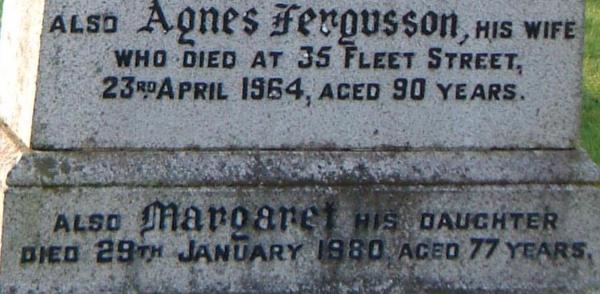 ALSO Agnes Fergusson, HIS WIFE
WHO DIED AT 35 FLEET STREET,
23RD APRIL 1964, AGED 90 YEARS.
ALSO Margaret HIS DAUGHTER
DIED 29TH JANUARY 1980, AGED 77 YEARS.